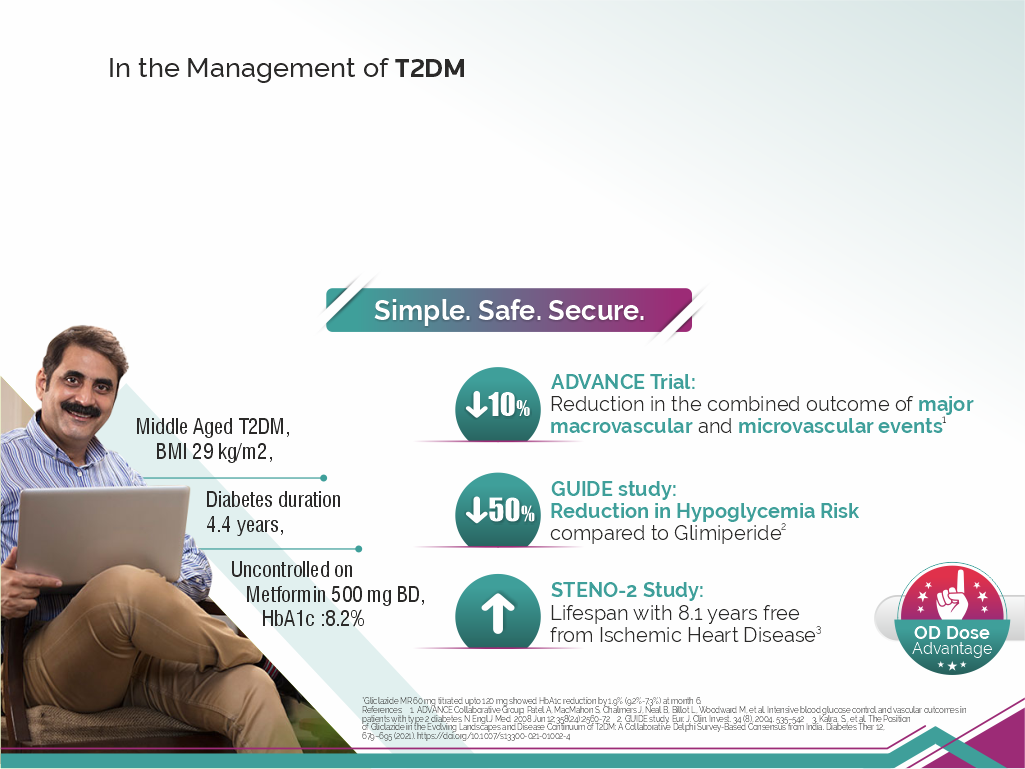 In the Management of T2DM
Simple. Safe. Secure.
Middle Aged T2DM,
BMI 29 kg/m2,
Diabetes duration
4.4 years,
Uncontrolled on
Metformin 500 mg BD,
HbA1c :8.2%
↓10%
ADVANCE Trial:
Reduction in the combined outcome of major
macrovascular and microvascular events1
↓50%
GUIDE study:
Reduction in Hypoglycemia Risk
compared to Glimiperide2
↑
STENO-2 Study:
Lifespan with 8.1 years free
from Ischemic Heart Disease3
OD Dose
Advantage
*Gliclazide MR 60 mg titrated upto 120 mg showed HbA1c reduction by 1.9% (9.2%-7.3%) at month 6.
References: 1. ADVANCE Collaborative Group, Patel A, MacMahon S, Chalmers J, Neal B, Billot L, Woodward M, et al. Intensive blood glucose control and vascular outcomes in
patients with type 2 diabetes. N Engl J Med. 2008 Jun 12;358(24):2560-72 2. GUIDE study, Eur. J. Clin. Invest. 34 (8), 2004, 535–542 3. Kalra, S., et al. The Position
of Gliclazide in the Evolving Landscapes and Disease Continuum of T2DM: A Collaborative Delphi Survey-Based Consensus from India. Diabetes Ther 12,
679–695 (2021). https://doi.org/10.1007/s13300-021-01002-4